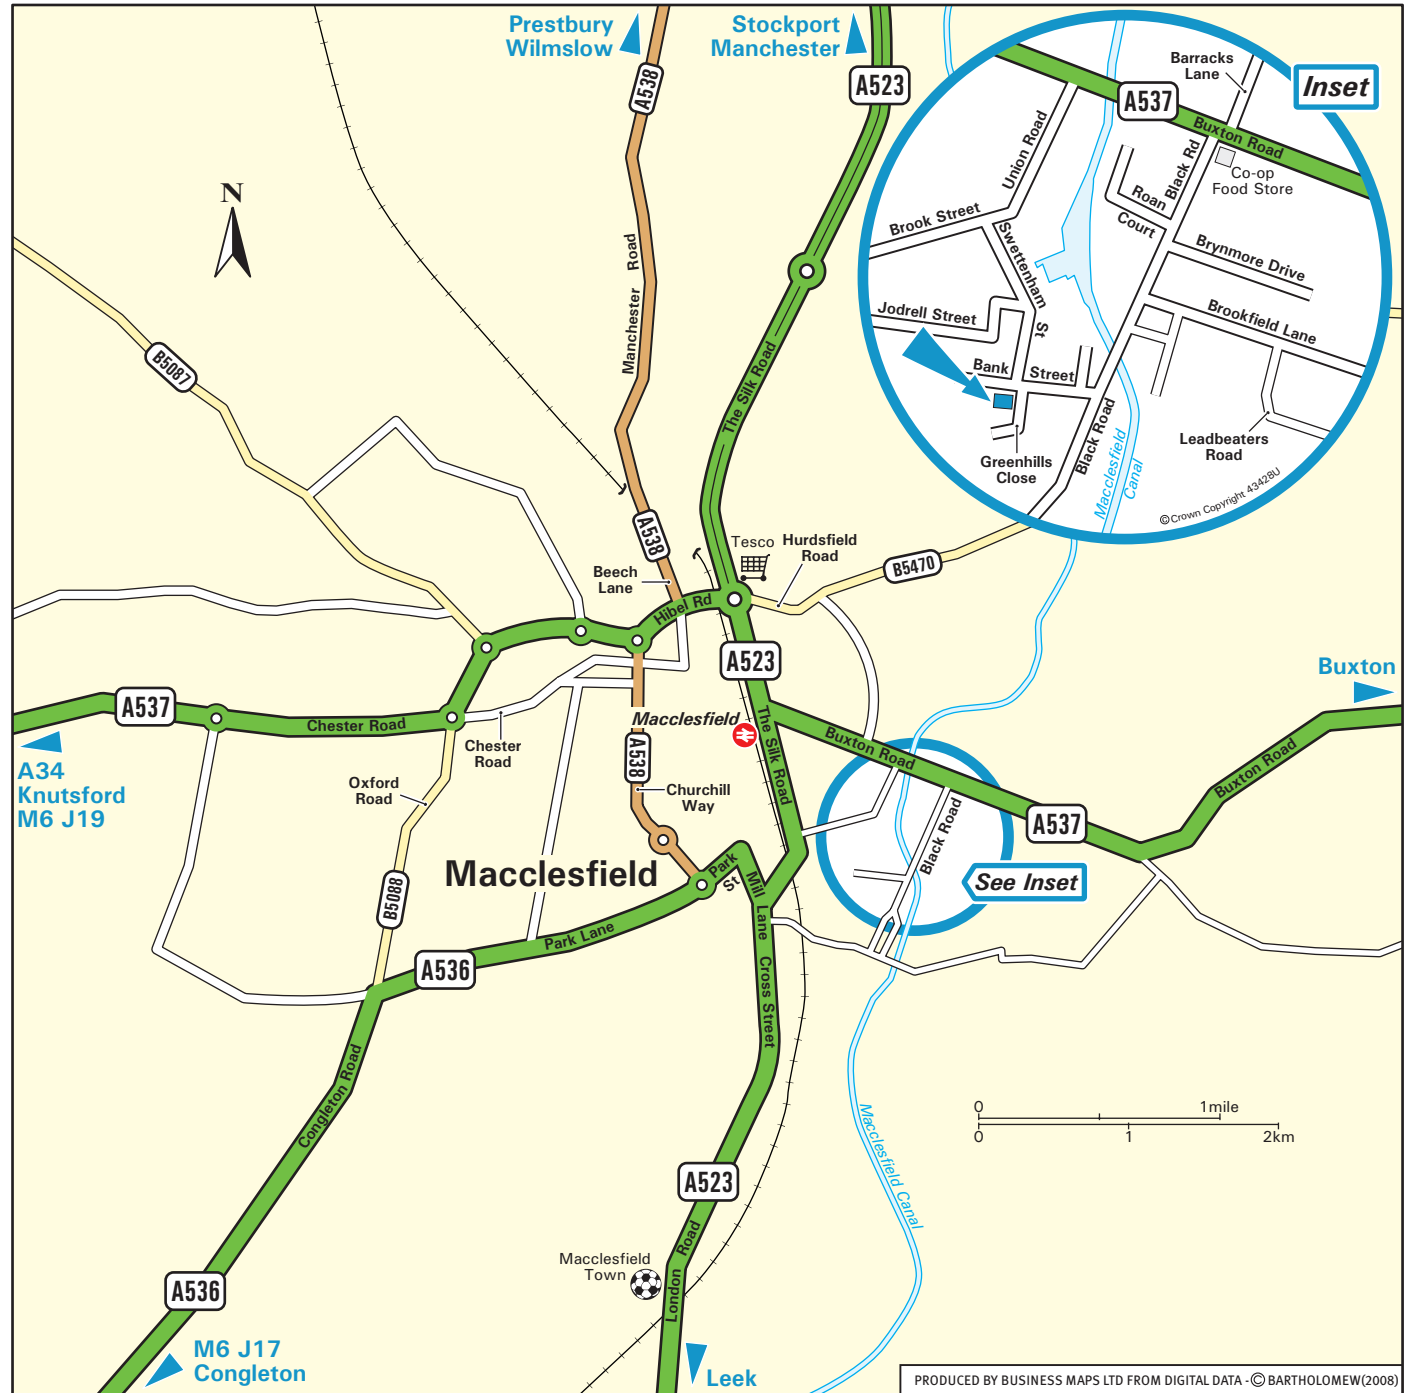 Prestbury
Wilmslow
Stockport
Manchester
A538
A523
N
Manchester Road
The Silk Road
B5087
Inset
Barracks
Lane
A537
Buxton Road
Union Road
Black Rd
Co-op
Food Store
Roan
Court
Brook Street
Swettenham
St
Brynmore Drive
Jodrell Street
Brookfield Lane
Bank Street
Black Road
Greenhills
Close
Leadbeaters
Road
Macclesfield
Canal
©Crown Copyright 43428U
A538
Beech
Lane
Tesco
Hurdsfield
Road
B5470
Hibel Rd
A523
Buxton
A537
Chester Road
Macclesfield
The Silk Road
Buxton Road
Buxton Road
Chester
Road
A538
A34
Knutsford
M6 J19
Oxford
Road
Churchill
Way
A537
Black Road
See Inset
Macclesfield
Park
St
Mill Lane
B5088
Park Lane
A536
Cross Street
Congleton Road
0 1mile
0 1 2km
Macclesfield Canal
A523
Macclesfield
Town
London Road
A536
M6 J17
Congleton
Leek
PRODUCED BY BUSINESS MAPS LTD FROM DIGITAL DATA - © BARTHOLOMEW(2008)